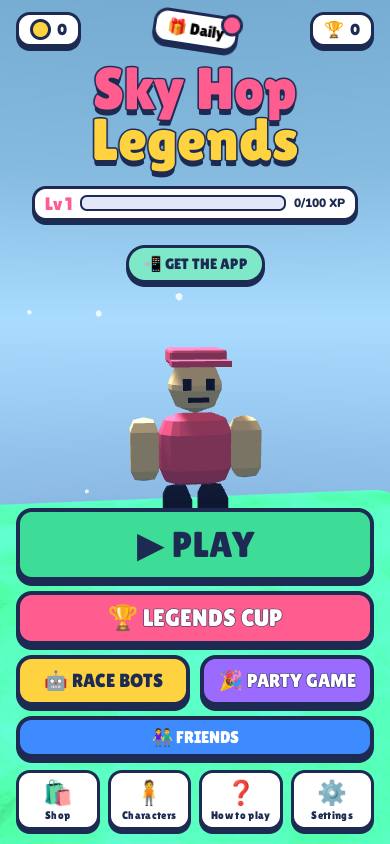 0
Daily
0
Sky Hop
Legends
Lv 1
0/100 XP
GET THE APP
PLAY
LEGENDS CUP
RACE BOTS
PARTY GAME
FRIENDS
Shop
Characters
How to play
Settings